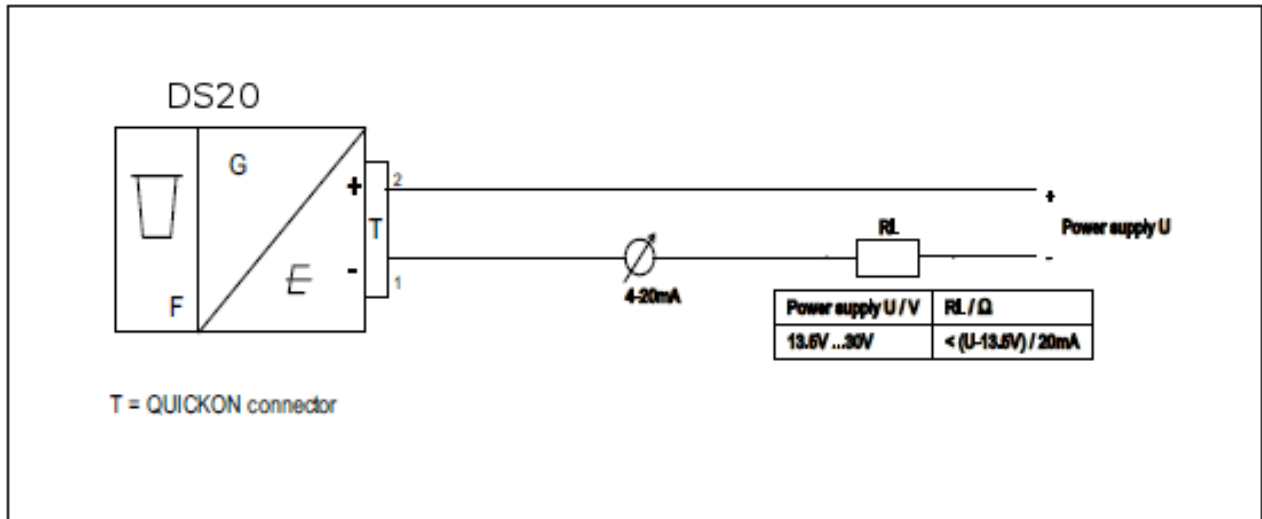 DS20
G
F
E
+
-
T
2
1
4-20mA
RL
+
Power supply U
-
Power supply U / V RL / Ω
13.5V ...30V < (U-13.5V) / 20mA
T = QUICKON connector